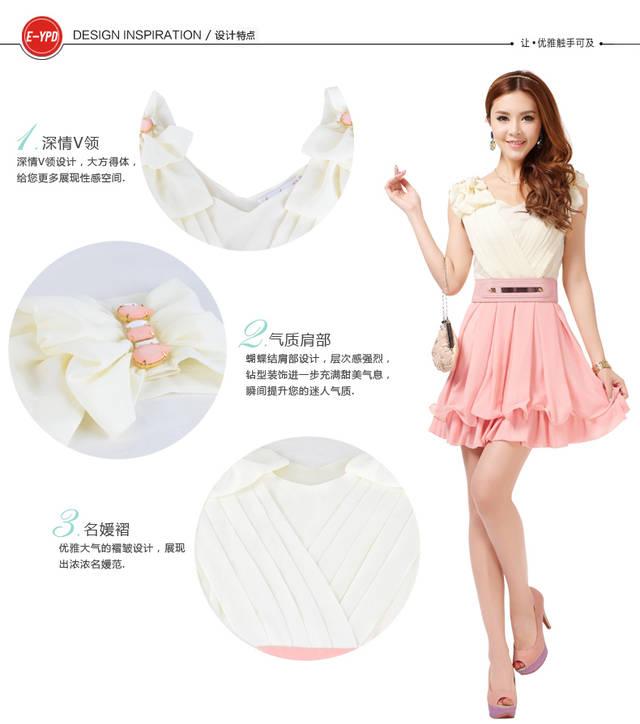 E-YPD
DESIGN INSPIRATION / 设计特点
让·优雅触手可及
1. 深情V领
深情V领设计，大方得体，
给您更多展现性感空间.
2. 气质肩部
蝴蝶结肩部设计，层次感强烈，
钻型装饰进一步充满甜美气息，
瞬间提升您的迷人气质.
3. 名媛褶
优雅大气的褶皱设计，展现
出浓浓名媛范.